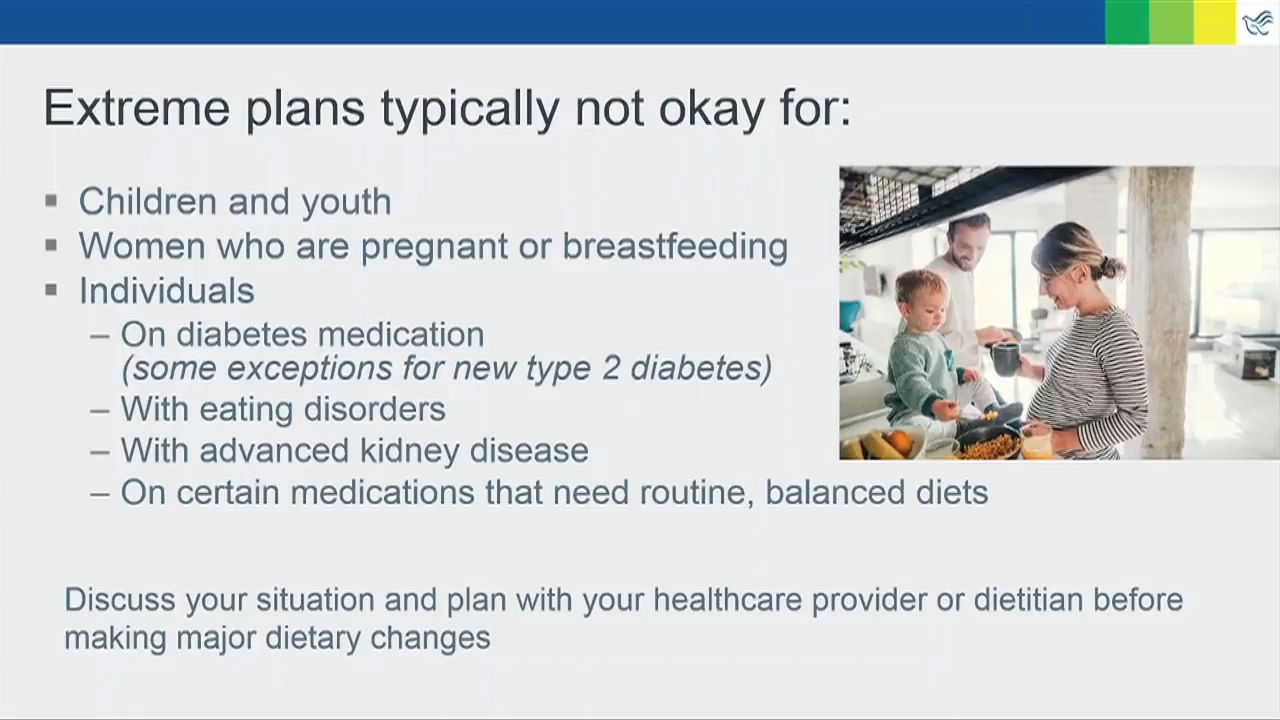 Extreme plans typically not okay for:
▪ Children and youth
▪ Women who are pregnant or breastfeeding
▪ Individuals
– On diabetes medication
(some exceptions for new type 2 diabetes)
– With eating disorders
– With advanced kidney disease
– On certain medications that need routine, balanced diets
Discuss your situation and plan with your healthcare provider or dietitian before
making major dietary changes